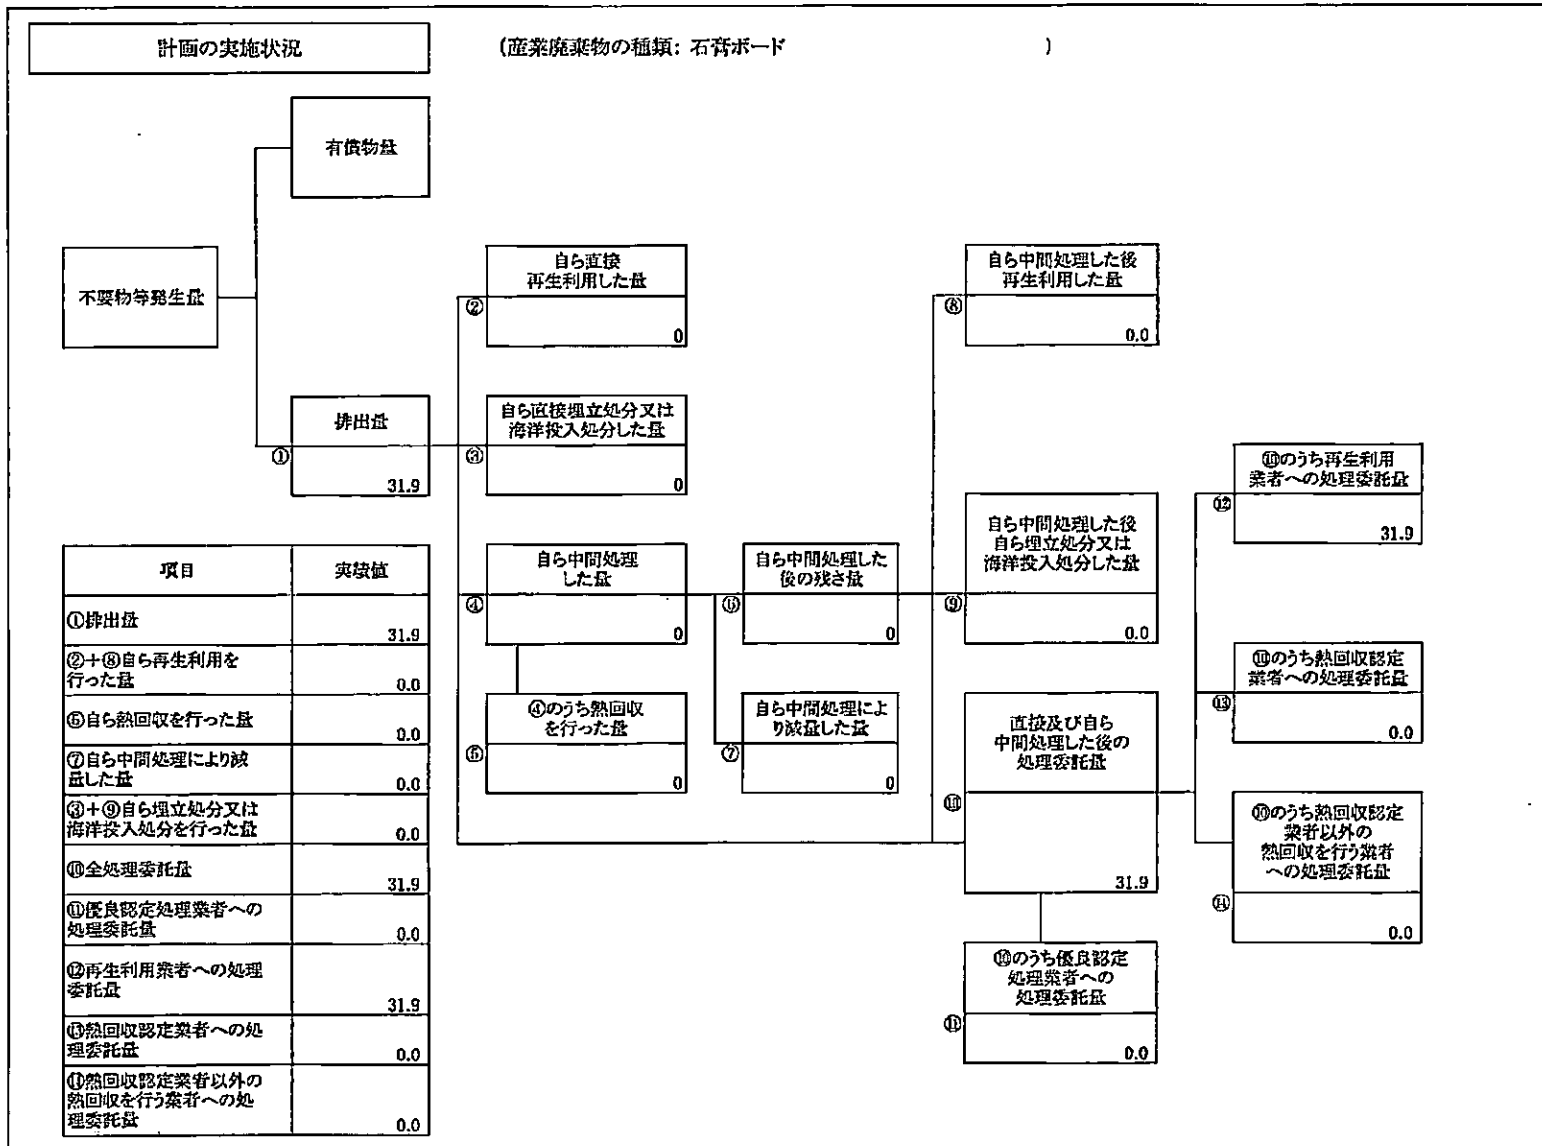 計画の実施状況
(産業廃棄物の種類: 石膏ボード )
有償物量
不要物等発生量
自ら直接
再生利用した量
②
0
自ら中間処理した後
再生利用した量
⑧
0.0
排出量
①
31.9
自ら直接埋立処分又は
海洋投入処分した量
③
0
⑩のうち再生利用
業者への処理委託量
⑫
31.9
自ら中間処理した後
自ら埋立処分又は
海洋投入処分した量
⑨
0.0
自ら中間処理
した量
④
0
自ら中間処理した
後の残さ量
⑥
0
④のうち熱回収
を行った量
⑤
0
自ら中間処理によ
り減量した量
⑦
0
直接及び自ら
中間処理した後の
処理委託量
⑩
31.9
⑩のうち熱回収認定
業者への処理委託量
⑬
0.0
⑩のうち熱回収認定
業者以外の
熱回収を行う業者
への処理委託量
⑭
0.0
⑩のうち優良認定
処理業者への
処理委託量
⑪
0.0
項目 実績値
①排出量 31.9
②+⑧自ら再生利用を
行った量 0.0
⑤自ら熱回収を行った量 0.0
⑦自ら中間処理により減
量した量 0.0
③+⑨自ら埋立処分又は
海洋投入処分を行った量 0.0
⑩全処理委託量 31.9
⑪優良認定処理業者への
処理委託量 0.0
⑫再生利用業者への処理
委託量 31.9
⑬熱回収認定業者への処
理委託量 0.0
⑭熱回収認定業者以外の
熱回収を行う業者への処
理委託量 0.0